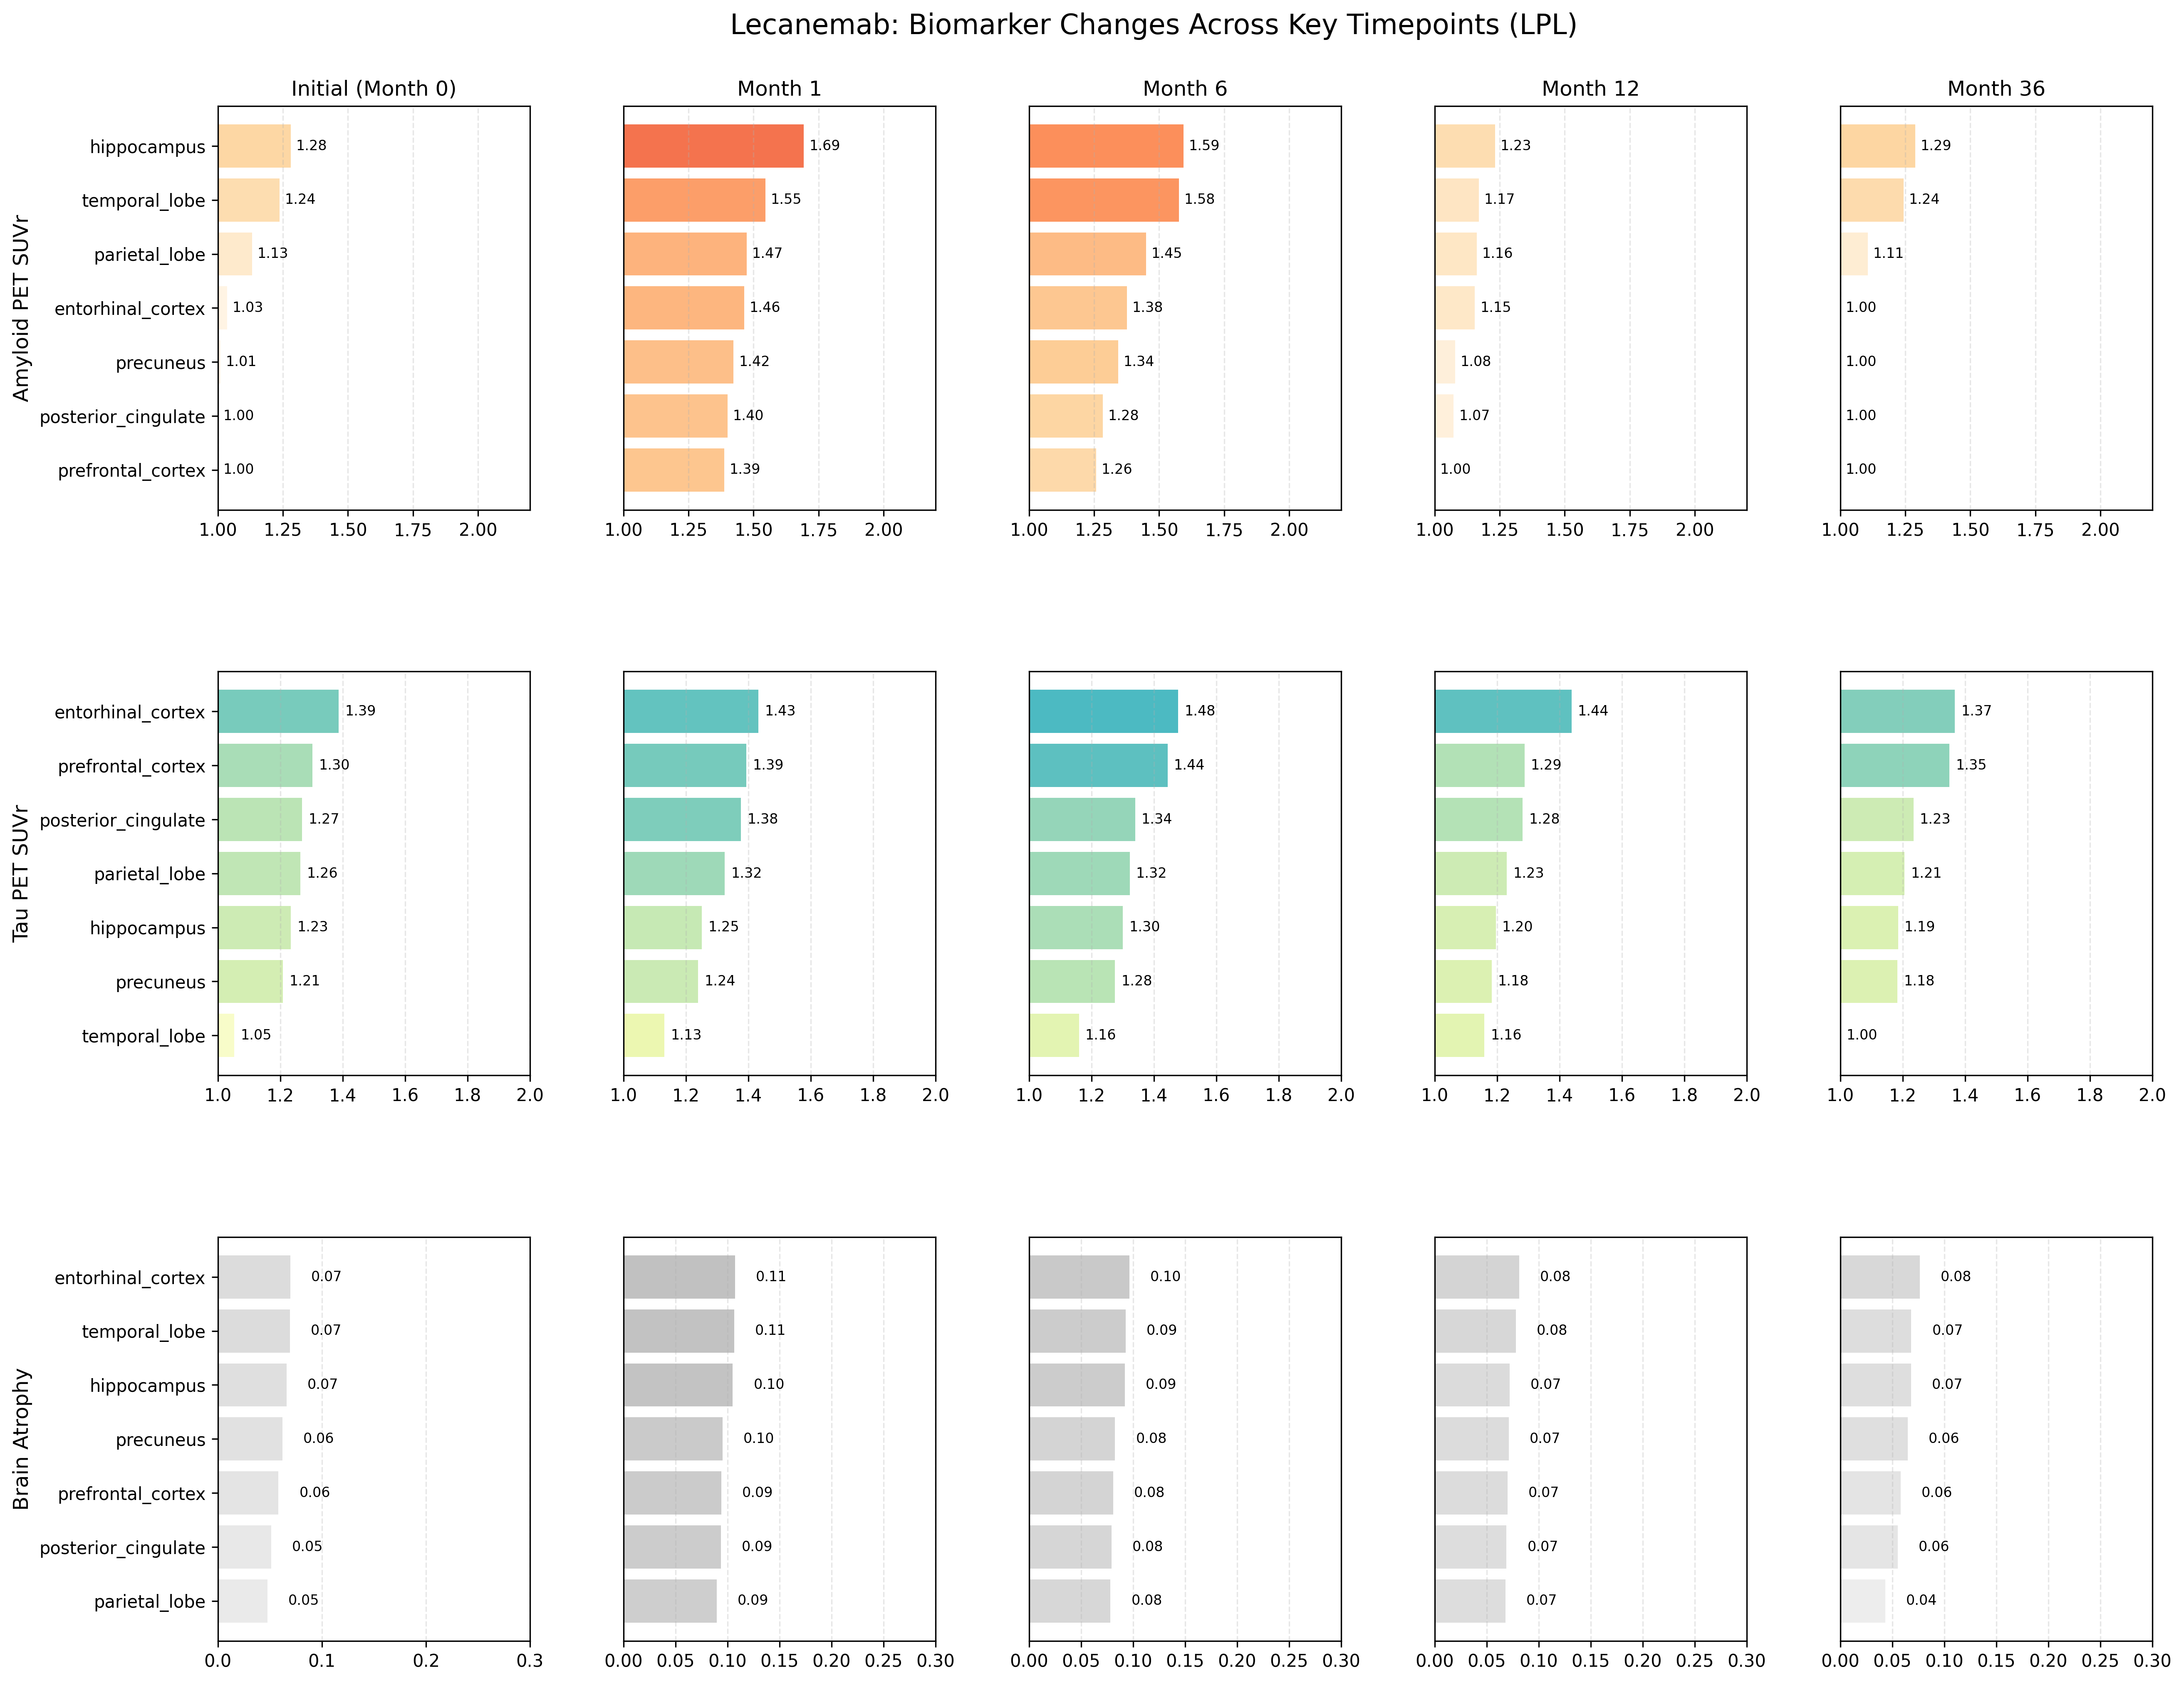 Lecanemab: Biomarker Changes Across Key Timepoints (LPL)
Initial (Month 0)
Month 1
Month 6
Month 12
Month 36
Amyloid PET SUVr
hippocampus 1.28 1.69 1.59 1.23 1.29
temporal_lobe 1.24 1.55 1.58 1.17 1.24
parietal_lobe 1.13 1.47 1.45 1.16 1.11
entorhinal_cortex 1.03 1.46 1.38 1.15 1.00
precuneus 1.01 1.42 1.34 1.08 1.00
posterior_cingulate 1.00 1.40 1.28 1.07 1.00
prefrontal_cortex 1.00 1.39 1.26 1.00 1.00
1.00 1.25 1.50 1.75 2.00 1.00 1.25 1.50 1.75 2.00 1.00 1.25 1.50 1.75 2.00 1.00 1.25 1.50 1.75 2.00 1.00 1.25 1.50 1.75 2.00
Tau PET SUVr
entorhinal_cortex 1.39 1.43 1.48 1.44 1.37
prefrontal_cortex 1.30 1.39 1.44 1.29 1.35
posterior_cingulate 1.27 1.38 1.34 1.28 1.23
parietal_lobe 1.26 1.32 1.32 1.23 1.21
hippocampus 1.23 1.25 1.30 1.20 1.19
precuneus 1.21 1.24 1.28 1.18 1.18
temporal_lobe 1.05 1.13 1.16 1.16 1.00
1.0 1.2 1.4 1.6 1.8 2.0 1.0 1.2 1.4 1.6 1.8 2.0 1.0 1.2 1.4 1.6 1.8 2.0 1.0 1.2 1.4 1.6 1.8 2.0 1.0 1.2 1.4 1.6 1.8 2.0
Brain Atrophy
entorhinal_cortex 0.07 0.11 0.10 0.08 0.08
temporal_lobe 0.07 0.11 0.09 0.08 0.07
hippocampus 0.07 0.10 0.09 0.07 0.07
precuneus 0.06 0.10 0.08 0.07 0.06
prefrontal_cortex 0.06 0.09 0.08 0.07 0.06
posterior_cingulate 0.05 0.09 0.08 0.07 0.06
parietal_lobe 0.05 0.09 0.08 0.07 0.04
0.0 0.1 0.2 0.3 0.00 0.05 0.10 0.15 0.20 0.25 0.30 0.00 0.05 0.10 0.15 0.20 0.25 0.30 0.00 0.05 0.10 0.15 0.20 0.25 0.30 0.00 0.05 0.10 0.15 0.20 0.25 0.30